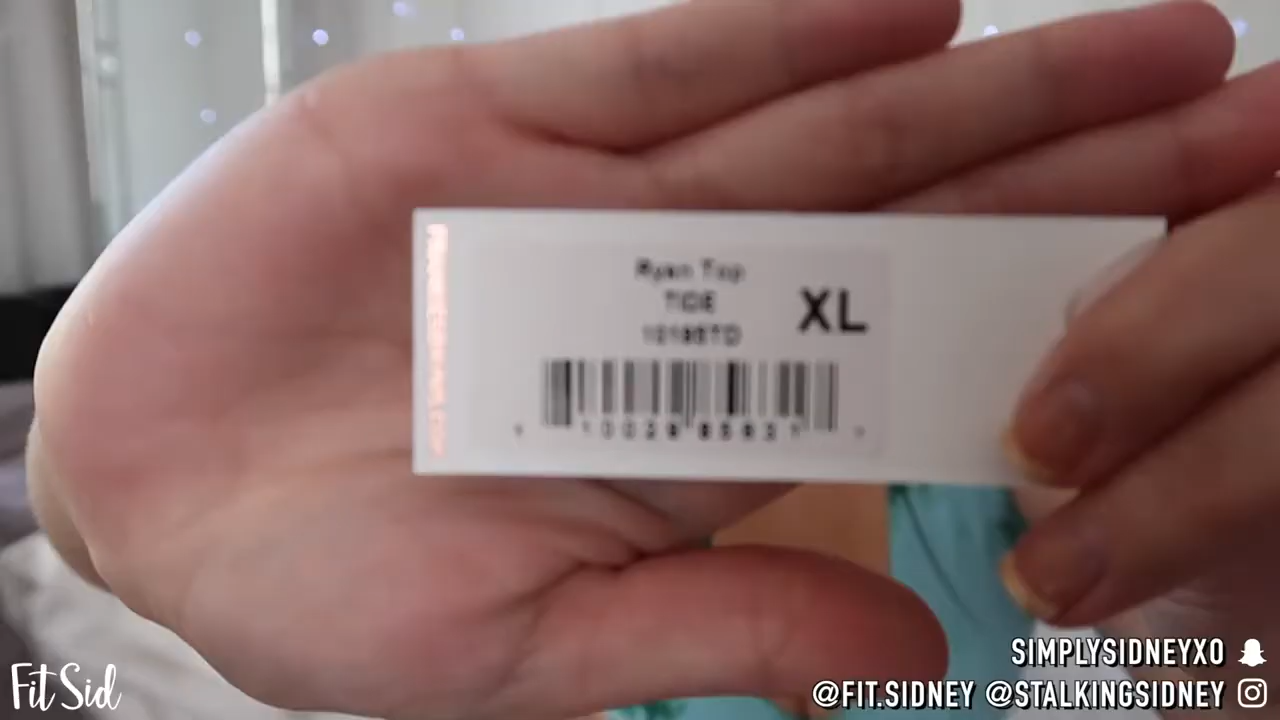 Ryan Top
TIDE
XL
SIMPLYSIDNEYXO
Fit Sid
@FIT.SIDNEY @STALKINGSIDNEY